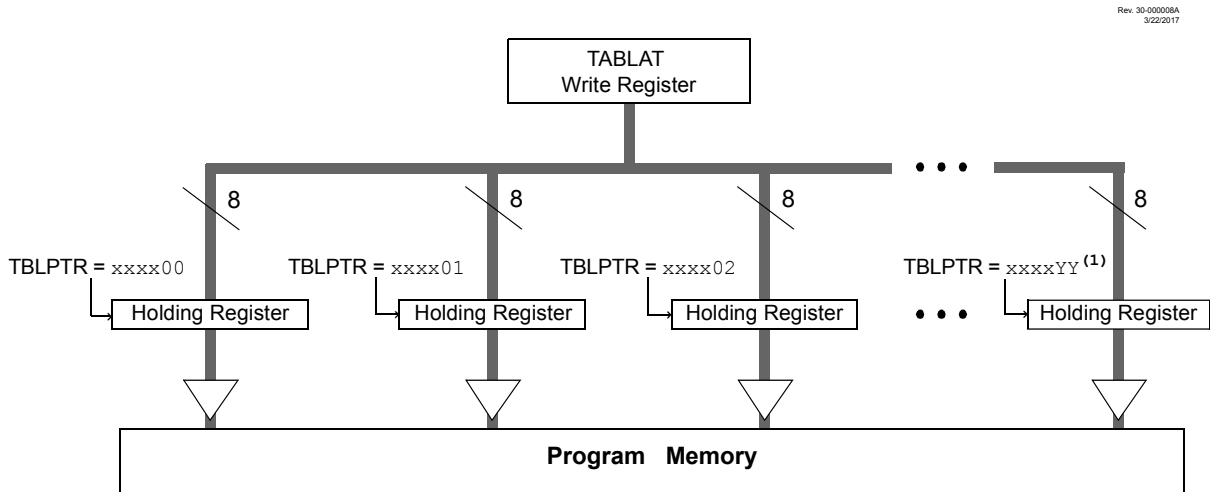 Rev. 30-000008A
3/22/2017
TABLAT
Write Register
8
8
8
8
TBLPTR = xxxx00
TBLPTR = xxxx01
TBLPTR = xxxx02
TBLPTR = xxxxYY(1)
Holding Register
Holding Register
Holding Register
Holding Register
Program Memory